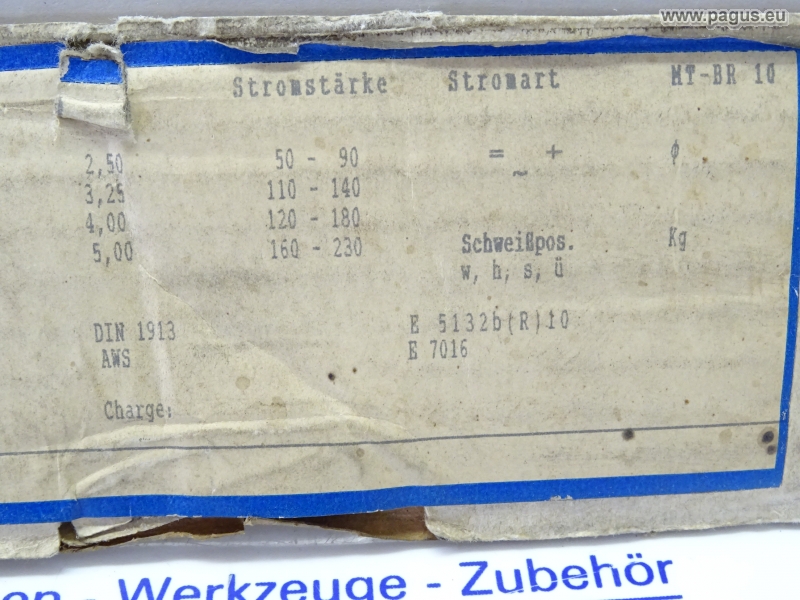 www.pagus.eu
Stromstärke Stromart MT-BR 10
2,50 50 - 90 = + ϕ
3,25 110 - 140 ~
4,00 120 - 180
5,00 160 - 230 Schweißpos. Kg
w, h, s, ü
DIN 1913 E 5132b(R)10
AWS E 7016
Charge:
- Werkzeuge - Zubehör